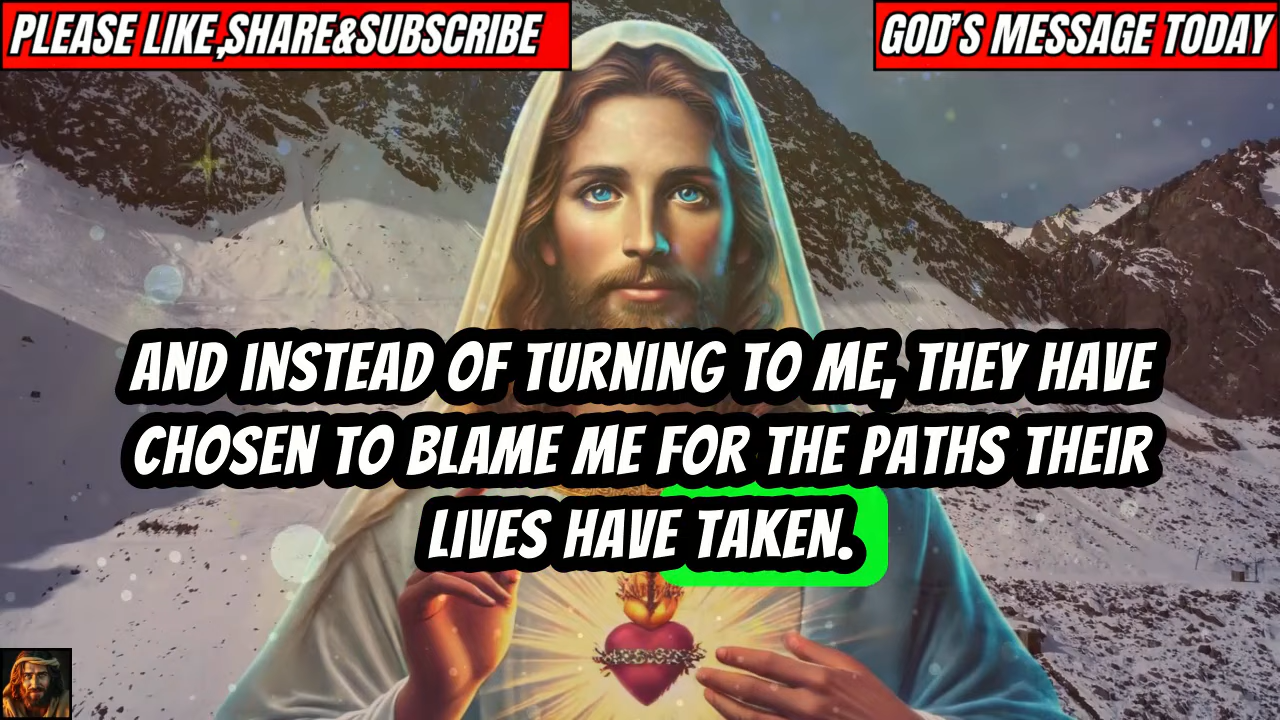 PLEASE LIKE,SHARE&SUBSCRIBE
GOD'S MESSAGE TODAY
AND INSTEAD OF TURNING TO ME, THEY HAVE
CHOSEN TO BLAME ME FOR THE PATHS THEIR
LIVES HAVE TAKEN.